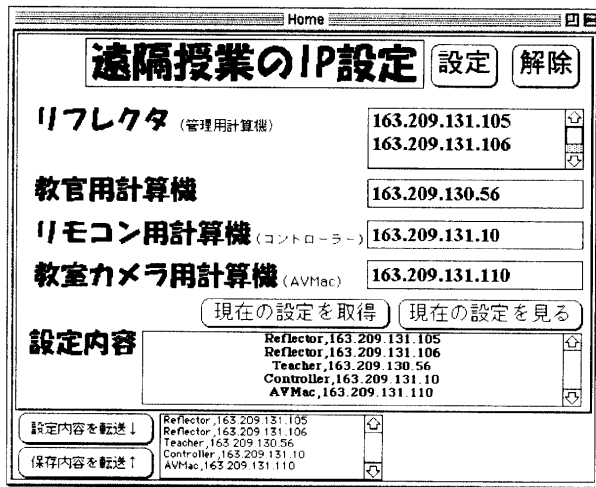 Home
遠隔授業のIP設定 設定 解除
リフレクタ (管理用計算機)
163.209.131.105
163.209.131.106
教官用計算機 163.209.130.56
リモコン用計算機(コントローラー) 163.209.131.10
教室カメラ用計算機(AVMac) 163.209.131.110
現在の設定を取得 現在の設定を見る
設定内容
Reflector,163.209.131.105
Reflector,163.209.131.106
Teacher,163.209.130.56
Controller,163.209.131.10
AVMac,163.209.131.110
設定内容を転送↓
保存内容を転送↑
Reflector,163.209.131.105
Reflector,163.209.131.106
Teacher,163.209.130.56
Controller,163.209.131.10
AVMac,163.209.131.110